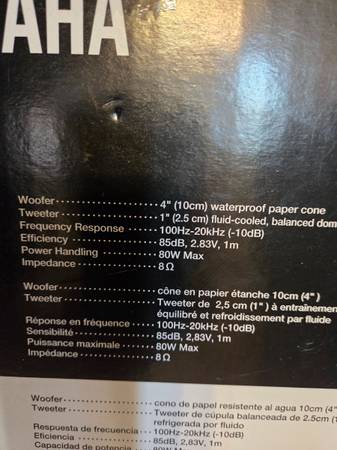 AHA
Woofer 4" (10cm) waterproof paper cone
Tweeter 1" (2.5 cm) fluid-cooled, balanced dom
Frequency Response 100Hz-20kHz (-10dB)
Efficiency 85dB, 2.83V, 1m
Power Handling 80W Max
Impedance 8Ω
Woofer cône en papier étanche 10cm (4")
Tweeter Tweeter de 2,5 cm (1") à entraînemen
équilibré et refroidissement par fluide
Réponse en fréquence 100Hz-20kHz (-10dB)
Sensibilité 85dB, 2,83V, 1m
Puissance maximale 80W Max
Impédance 8Ω
Woofer cono de papel resistente al agua 10cm (4"
Tweeter Tweeter de cúpula balanceada de 2.5cm (1
refrigerada por fluido
Respuesta de frecuencia 100Hz-20kHz (-10dB)
Eficiencia 85dB, 2.83V, 1m
Capacidad de potencia 80W Max